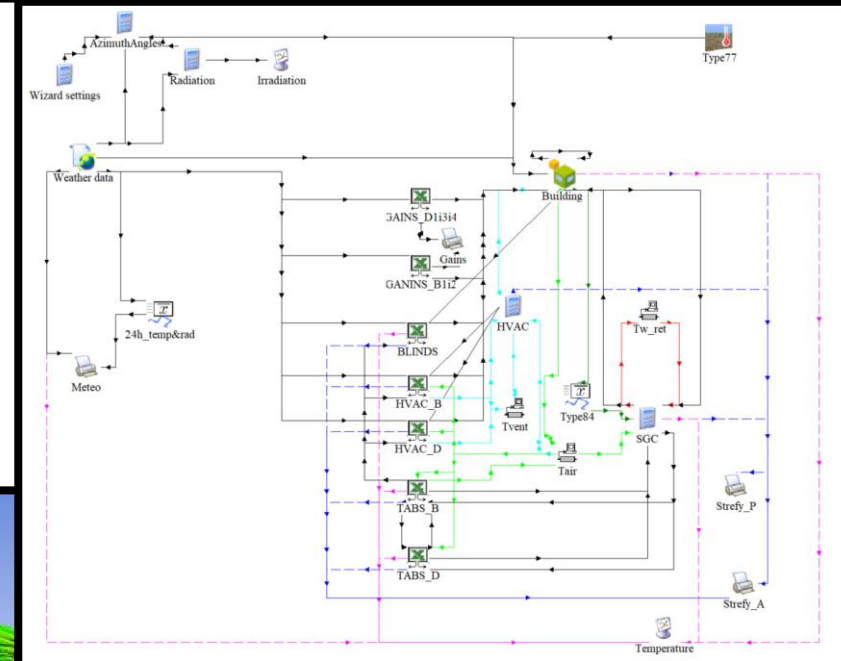 AzimuthAngles
Type77
Wizard settings
Radiation
Irradiation
Weather data
Building
GAINS_D1i3i4
Gains
GANINS_B1i2
HVAC
24h_temp&rad
BLINDS
Tw_ret
Meteo
HVAC_B
Tvent
Type84
SGC
HVAC_D
Tair
TABS_B
Strefy_P
TABS_D
Strefy_A
Temperature